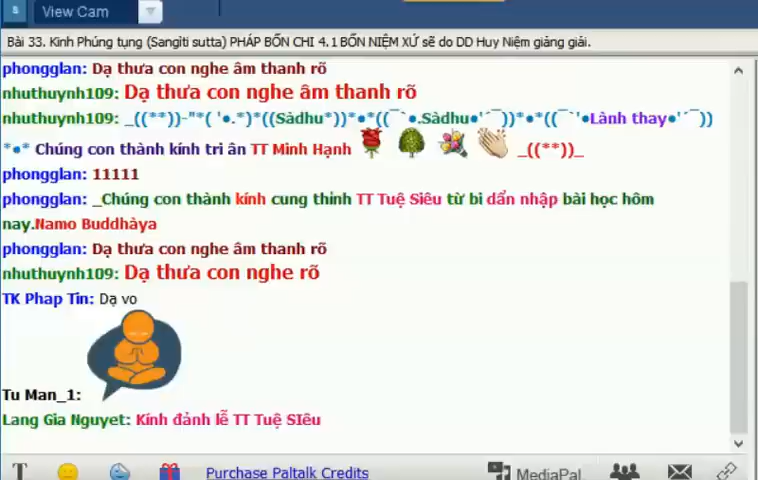 View Cam
Bài 33. Kinh Phúng tụng (Sangìti sutta) PHÁP BỐN CHI 4.1 BỐN NIỆM XỨ sẽ do DD Huy Niệm giảng giải.
phongglan: Dạ thưa con nghe âm thanh rõ
nhuthuynh109: Dạ thưa con nghe âm thanh rõ
nhuthuynh109: _((**))-"*( '●.*)*((Sàdhu*))*●*((¯`●.Sàdhu●'´¯))*●*((¯`'●Lành thay●'´¯))
*●* Chúng con thành kính tri ân TT Minh Hạnh _((**))_
phongglan: 11111
phongglan: _Chúng con thành kính cung thỉnh TT Tuệ Siêu từ bi dẩn nhập bài học hôm
nay.Namo Buddhàya
phongglan: Dạ thưa con nghe âm thanh rõ
nhuthuynh109: Dạ thưa con nghe rõ
TK Phap Tin: Dạ vo
Tu Man_1:
Lang Gia Nguyet: Kính đảnh lễ TT Tuệ SIêu
T Purchase Paltalk Credits MediaPal